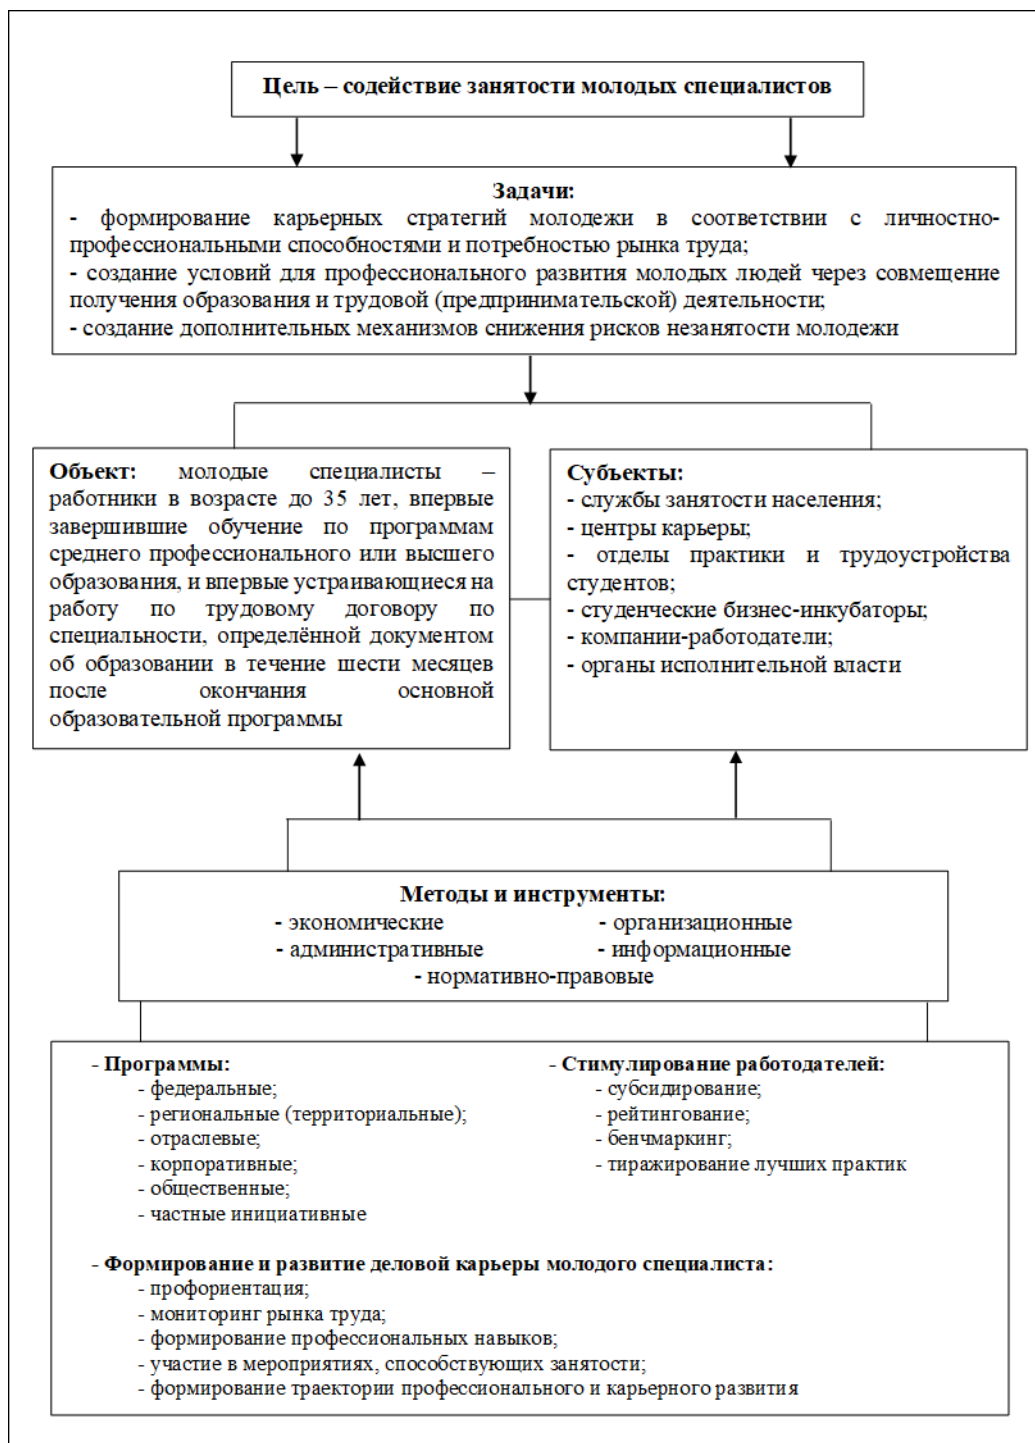 Цель – содействие занятости молодых специалистов
Задачи:
- формирование карьерных стратегий молодежи в соответствии с личностно-
профессиональными способностями и потребностью рынка труда;
- создание условий для профессионального развития молодых людей через совмещение
получения образования и трудовой (предпринимательской) деятельности;
- создание дополнительных механизмов снижения рисков незанятости молодежи
Объект: молодые специалисты –
работники в возрасте до 35 лет, впервые
завершившие обучение по программам
среднего профессионального или высшего
образования, и впервые устраивающиеся на
работу по трудовому договору по
специальности, определённой документом
об образовании в течение шести месяцев
после окончания основной
образовательной программы
Субъекты:
- службы занятости населения;
- центры карьеры;
- отделы практики и трудоустройства
студентов;
- студенческие бизнес-инкубаторы;
- компании-работодатели;
- органы исполнительной власти
Методы и инструменты:
- экономические - организационные
- административные - информационные
- нормативно-правовые
- Программы:
- федеральные;
- региональные (территориальные);
- отраслевые;
- корпоративные;
- общественные;
- частные инициативные
- Стимулирование работодателей:
- субсидирование;
- рейтингование;
- бенчмаркинг;
- тиражирование лучших практик
- Формирование и развитие деловой карьеры молодого специалиста:
- профориентация;
- мониторинг рынка труда;
- формирование профессиональных навыков;
- участие в мероприятиях, способствующих занятости;
- формирование траектории профессионального и карьерного развития